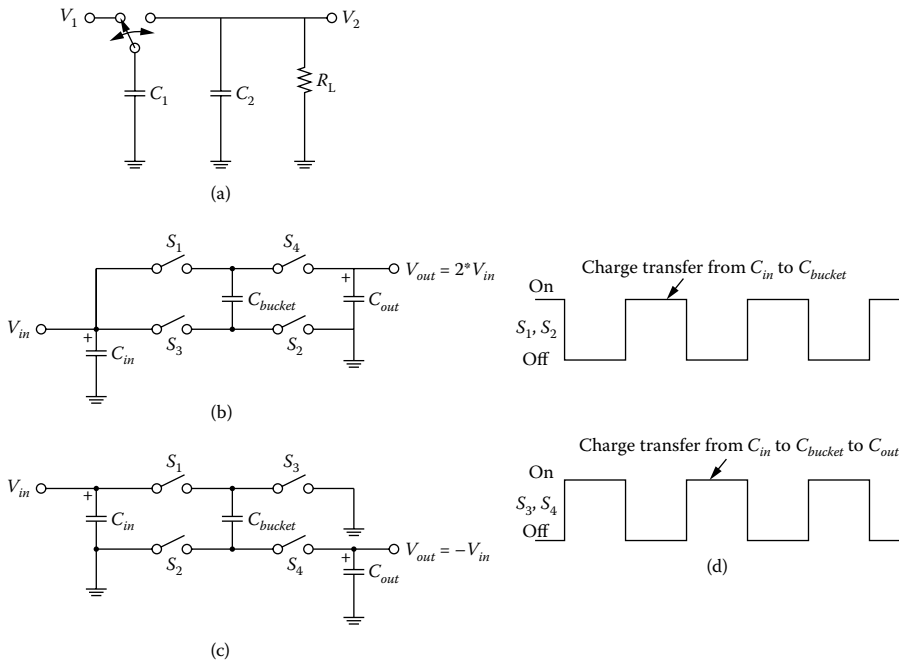 V1
V2
C1
C2
RL
(a)
S1
S4
Vout = 2*Vin
+
Cbucket
Cout
Vin
+
S3
S2
Cin
(b)
Charge transfer from Cin to Cbucket
On
S1, S2
Off
S1
S3
Vin
+
Cin
Cbucket
S2
S4
+
Vout = −Vin
Cout
(c)
Charge transfer from Cin to Cbucket to Cout
On
S3, S4
Off
(d)